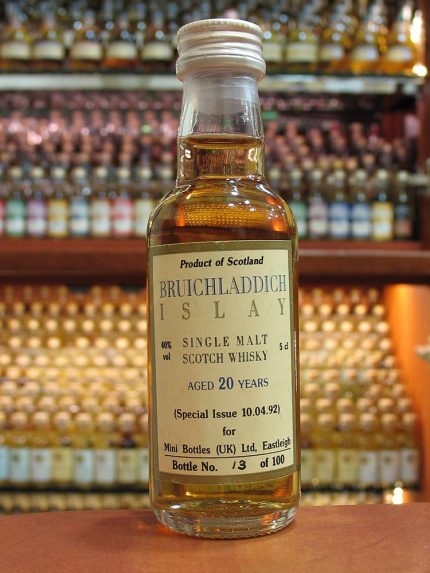 Product of Scotland
BRUICHLADDICH
ISLAY
40% vol SINGLE MALT SCOTCH WHISKY 5 cl
AGED 20 YEARS
(Special Issue 10.04.92)
for
Mini Bottles (UK) Ltd, Eastleigh
Bottle No. 13 of 100